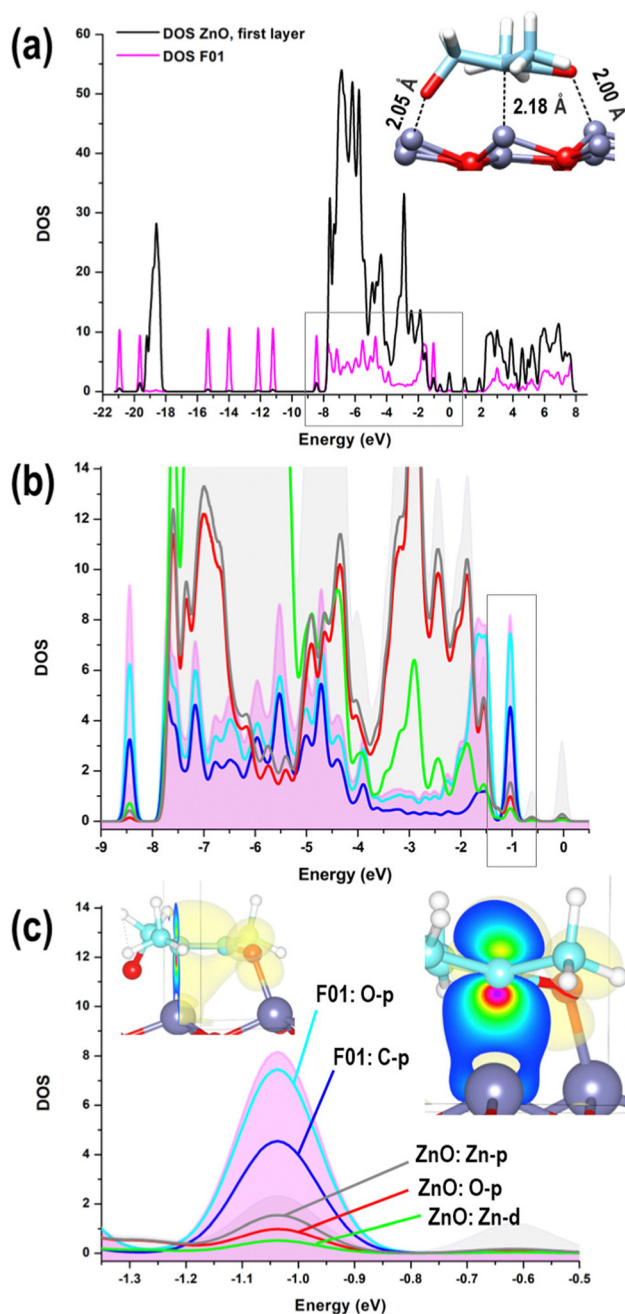 (a)
DOS ZnO, first layer
DOS F01
2.05 Å
2.18 Å
2.00 Å
60
50
40
30
20
10
0
DOS
-22 -20 -18 -16 -14 -12 -10 -8 -6 -4 -2 0 2 4 6 8
Energy (eV)
(b)
14
12
10
8
6
4
2
0
DOS
-9 -8 -7 -6 -5 -4 -3 -2 -1 0
Energy (eV)
(c)
14
12
10
8
6
4
2
0
DOS
F01: O-p
F01: C-p
ZnO: Zn-p
ZnO: O-p
ZnO: Zn-d
-1.3 -1.2 -1.1 -1.0 -0.9 -0.8 -0.7 -0.6 -0.5
Energy (eV)